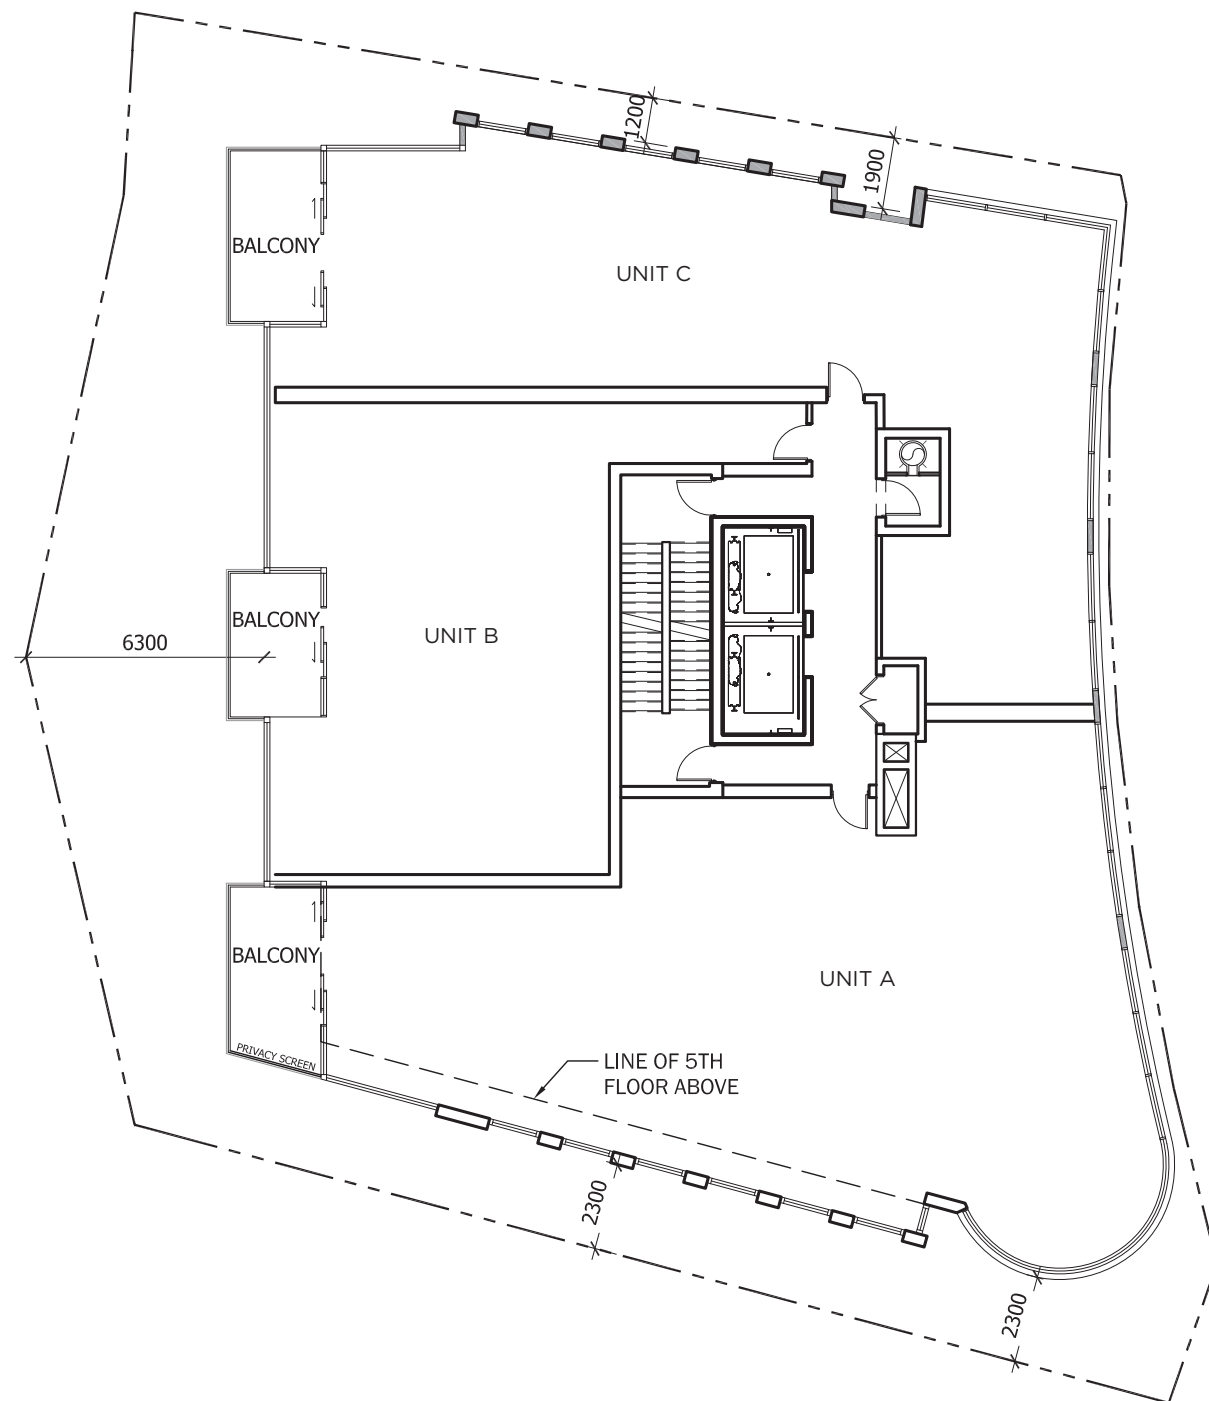 1200
1900
BALCONY
UNIT C
BALCONY
6300
UNIT B
BALCONY
UNIT A
PRIVACY SCREEN
LINE OF 5TH
FLOOR ABOVE
2300
2300